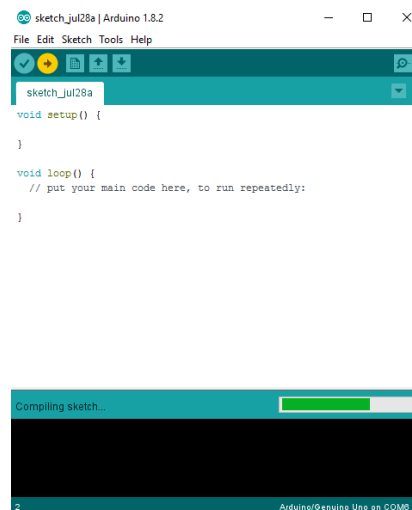 sketch_jul28a | Arduino 1.8.2
File Edit Sketch Tools Help
sketch_jul28a
void setup() {
}
void loop() {
// put your main code here, to run repeatedly:
}
Compiling sketch...
2 Arduino/Genuino Uno on COM6